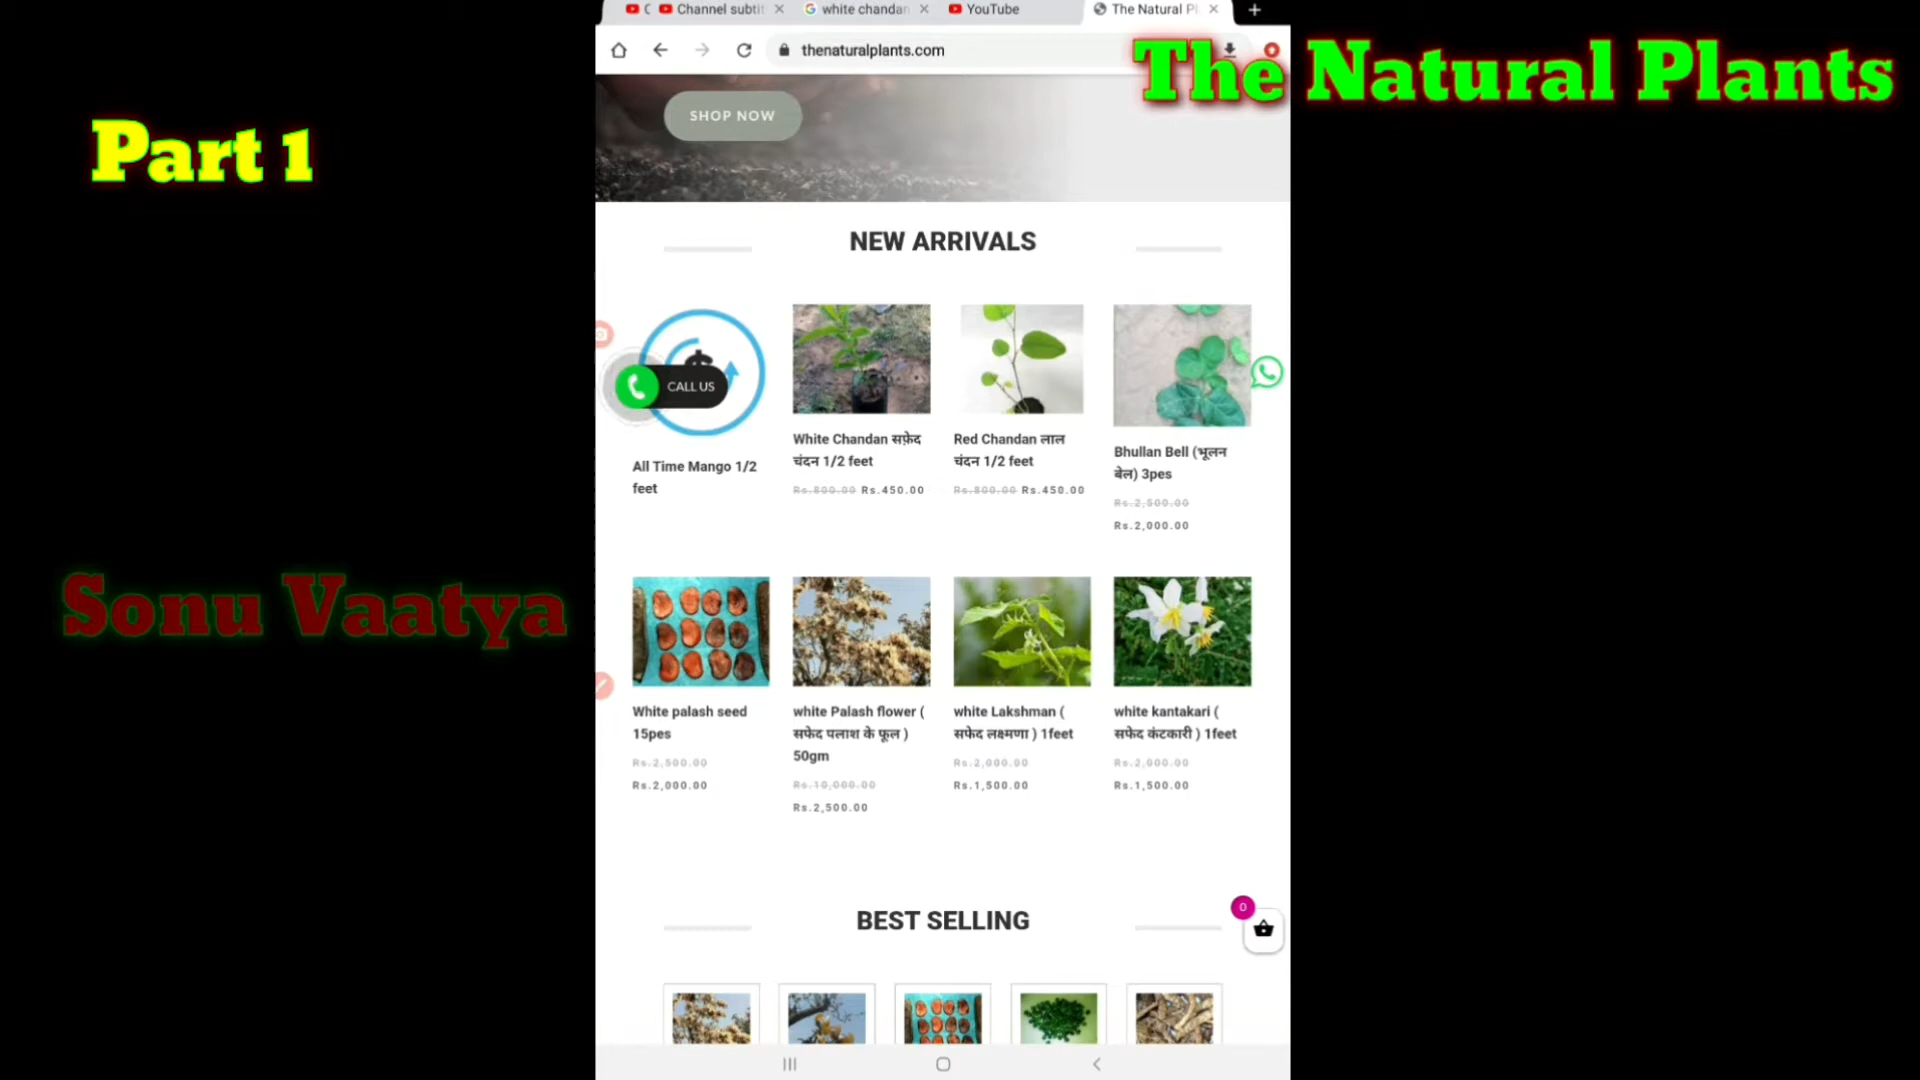 Channel subtit
white chandan
YouTube
The Natural Pl
thenaturalplants.com
The Natural Plants
Part 1
SHOP NOW
NEW ARRIVALS
CALL US
All Time Mango 1/2
feet
White Chandan सफ़ेद
चंदन 1/2 feet
Rs.800.00 Rs.450.00
Red Chandan लाल
चंदन 1/2 feet
Rs.800.00 Rs.450.00
Bhullan Bell (भूलन
बेल) 3pes
Rs.2,500.00
Rs.2,000.00
Sonu Vaatya
White palash seed
15pes
Rs.2,500.00
Rs.2,000.00
white Palash flower (
सफेद पलाश के फूल )
50gm
Rs.10,000.00
Rs.2,500.00
white Lakshman (
सफेद लक्ष्मणा ) 1feet
Rs.2,000.00
Rs.1,500.00
white kantakari (
सफेद कंटकारी ) 1feet
Rs.2,000.00
Rs.1,500.00
0
BEST SELLING